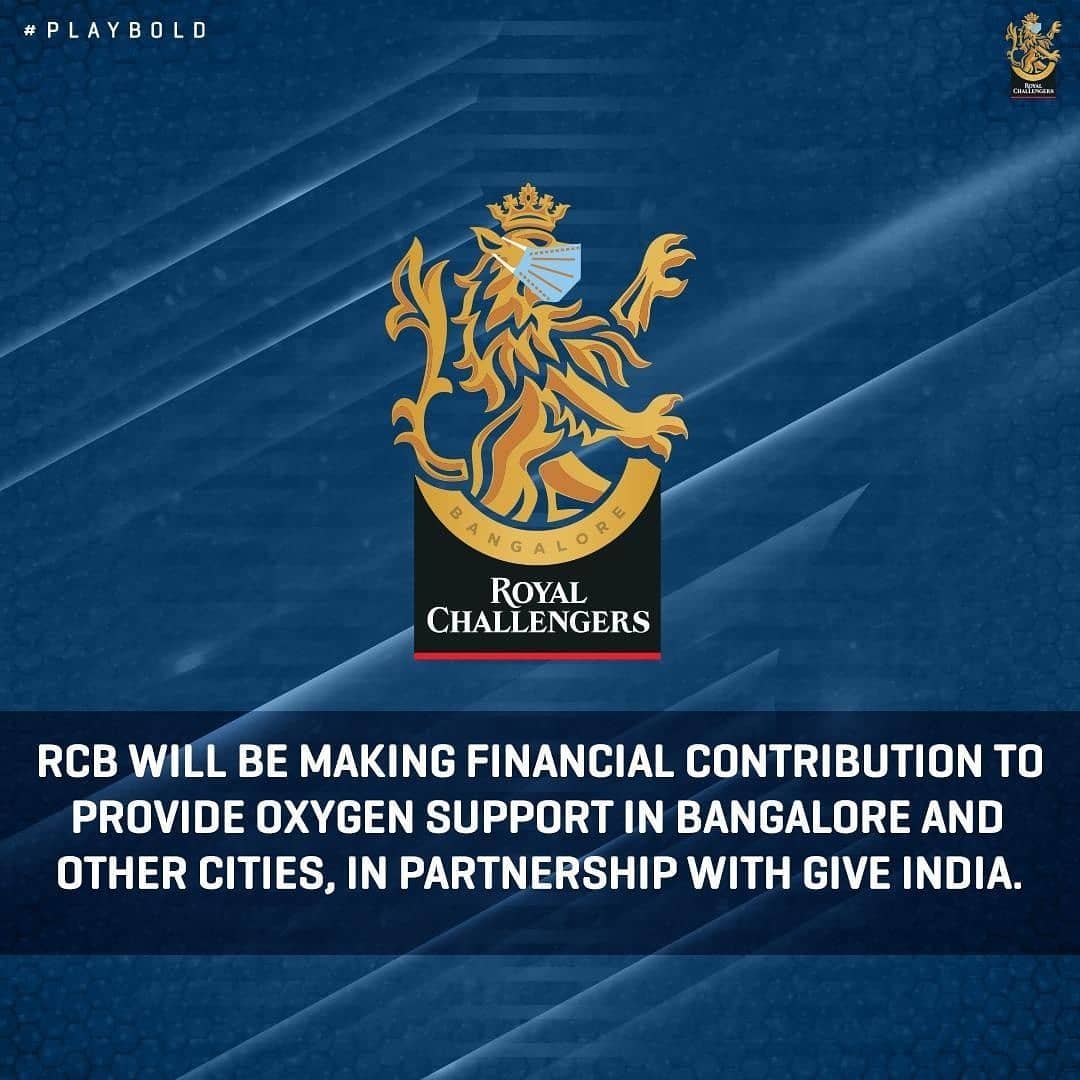 #PLAYBOLD
ROYAL
CHALLENGERS
BANGALORE
ROYAL
CHALLENGERS
RCB WILL BE MAKING FINANCIAL CONTRIBUTION TO
PROVIDE OXYGEN SUPPORT IN BANGALORE AND
OTHER CITIES, IN PARTNERSHIP WITH GIVE INDIA.